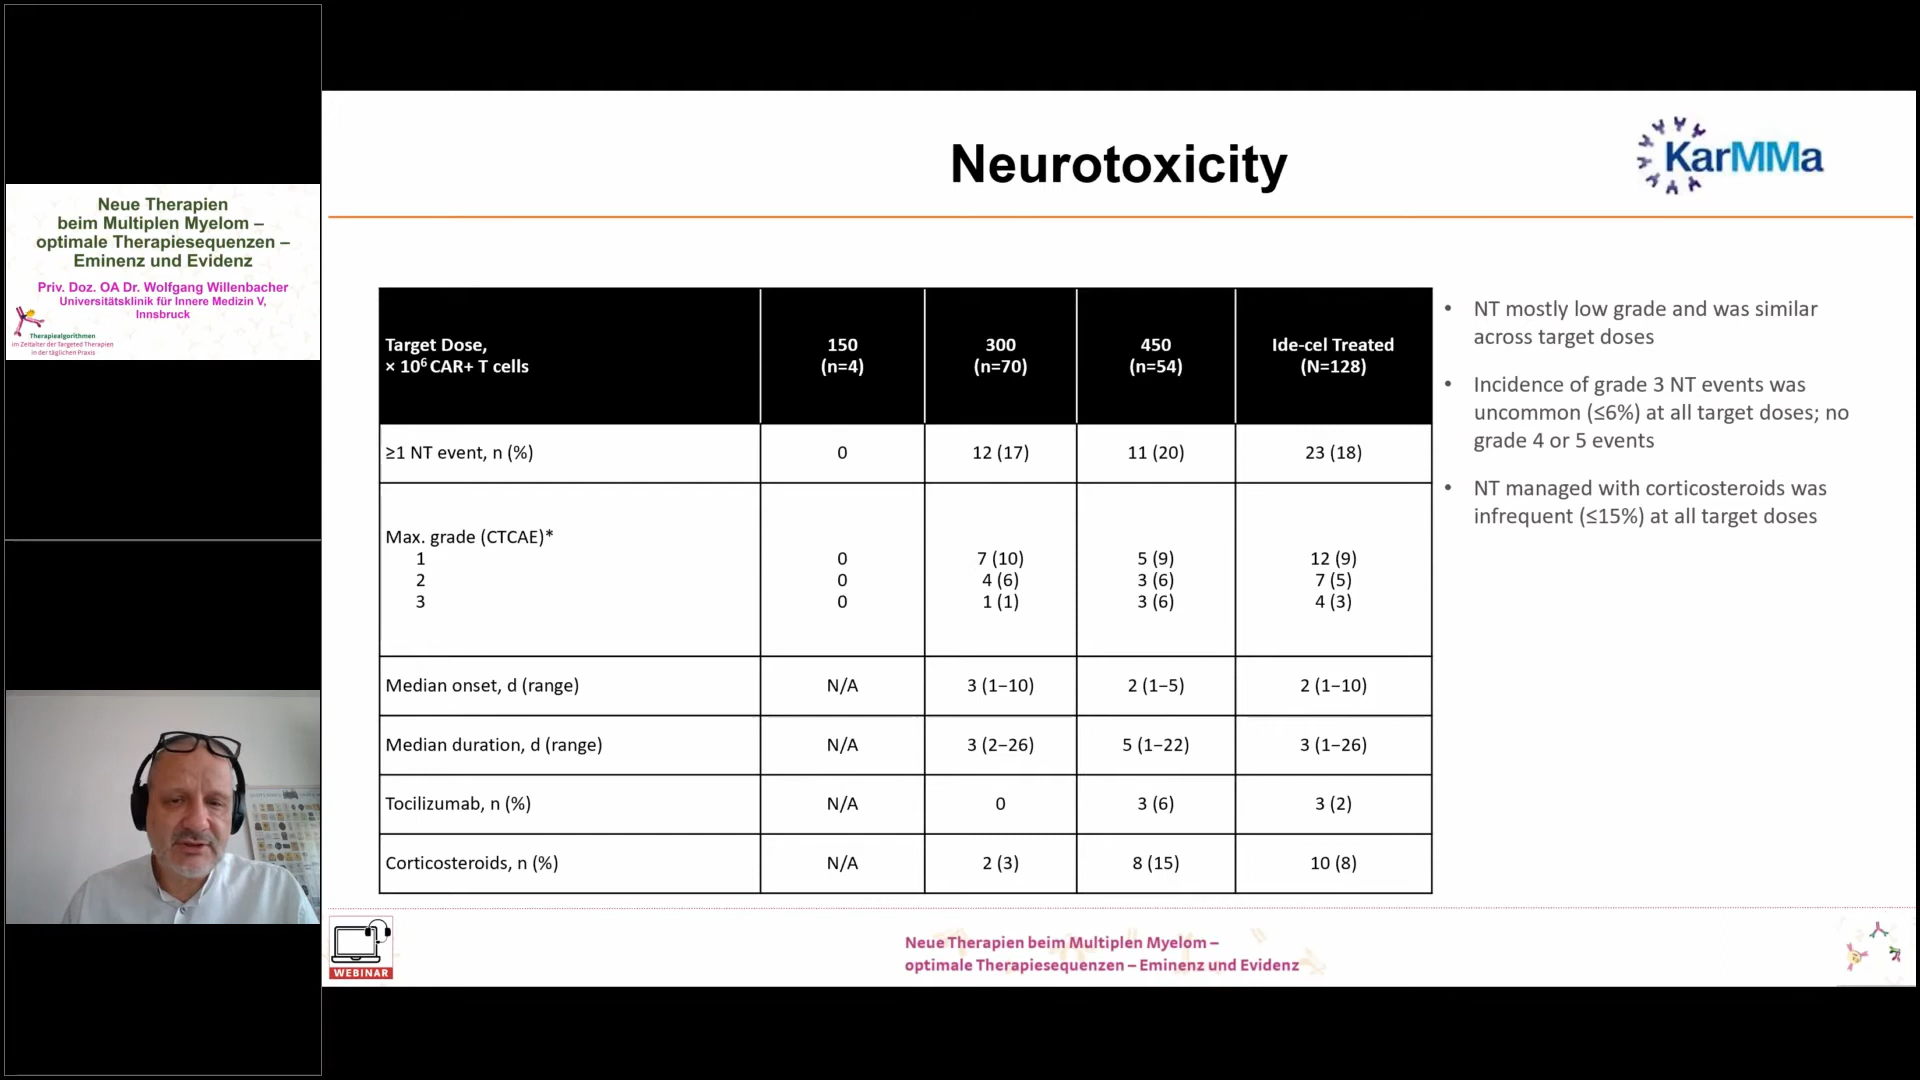 Neue Therapien
beim Multiplen Myelom –
optimale Therapiesequenzen –
Eminenz und Evidenz
Priv. Doz. OA Dr. Wolfgang Willenbacher
Universitätsklinik für Innere Medizin V,
Innsbruck
Therapiealgorithmen
im Zeitalter der Targeted Therapien
in der täglichen Praxis
Neurotoxicity
KarMMa
Target Dose,
× 10⁶ CAR+ T cells
150
(n=4)
300
(n=70)
450
(n=54)
Ide-cel Treated
(N=128)
≥1 NT event, n (%) 0 12 (17) 11 (20) 23 (18)
Max. grade (CTCAE)*
1 0 7 (10) 5 (9) 12 (9)
2 0 4 (6) 3 (6) 7 (5)
3 0 1 (1) 3 (6) 4 (3)
Median onset, d (range) N/A 3 (1–10) 2 (1–5) 2 (1–10)
Median duration, d (range) N/A 3 (2–26) 5 (1–22) 3 (1–26)
Tocilizumab, n (%) N/A 0 3 (6) 3 (2)
Corticosteroids, n (%) N/A 2 (3) 8 (15) 10 (8)
• NT mostly low grade and was similar
across target doses
• Incidence of grade 3 NT events was
uncommon (≤6%) at all target doses; no
grade 4 or 5 events
• NT managed with corticosteroids was
infrequent (≤15%) at all target doses
WEBINAR
Neue Therapien beim Multiplen Myelom –
optimale Therapiesequenzen – Eminenz und Evidenz